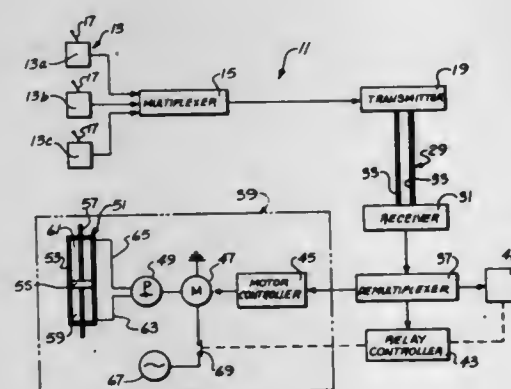 17
13
13a
17
13b
17
13c
15
MULTIPLEXER
11
19
TRANSMITTER
29
33
33
31
RECEIVER
39
57
51
61
53
55
59
65
63
49
P
47
M
45
MOTOR CONTROLLER
37
DEMULTIPLEXER
RELAY
CONTROLLER
43
67
69